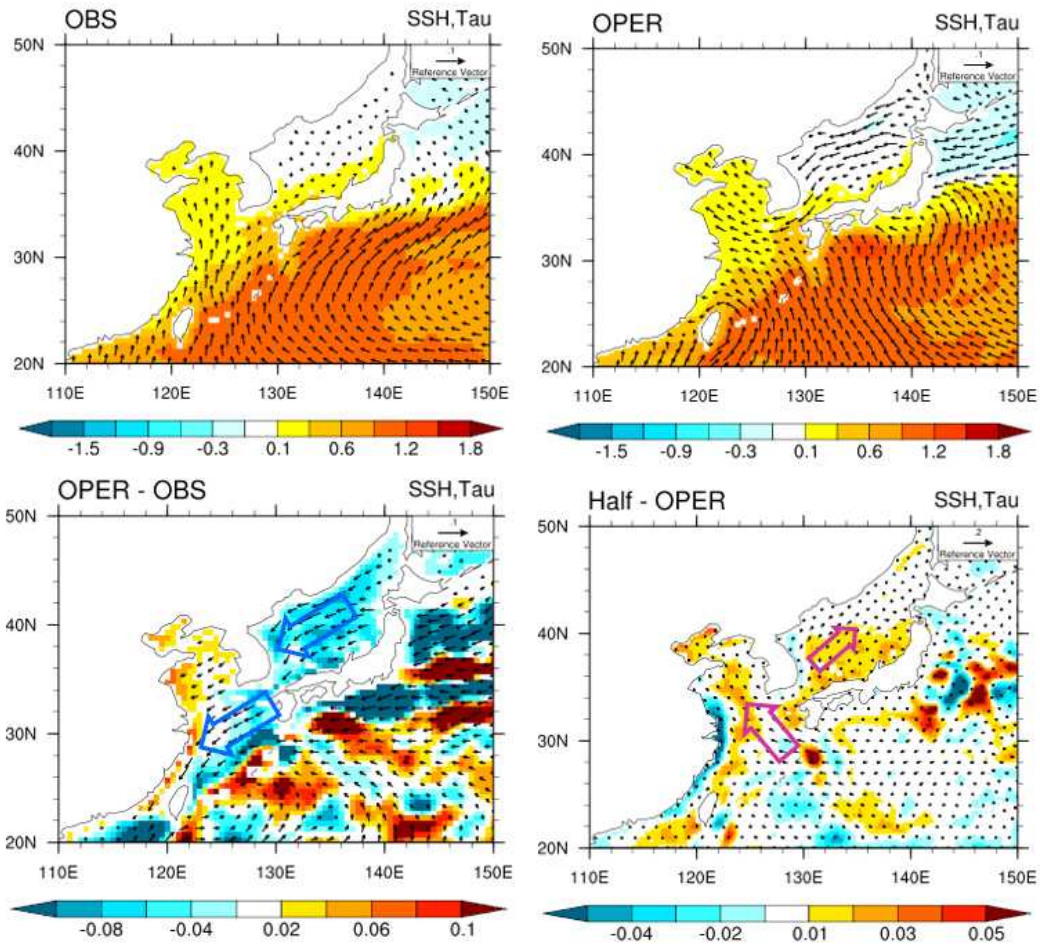 OBS SSH,Tau
50N
.1
Reference Vector
40N
30N
20N
110E 120E 130E 140E 150E
-1.5 -0.9 -0.3 0.1 0.6 1.2 1.8
OPER SSH,Tau
50N
.1
Reference Vector
40N
30N
20N
110E 120E 130E 140E 150E
-1.5 -0.9 -0.3 0.1 0.6 1.2 1.8
OPER - OBS SSH,Tau
50N
.1
Reference Vector
40N
30N
20N
110E 120E 130E 140E 150E
-0.08 -0.04 0.02 0.06 0.1
Half - OPER SSH,Tau
50N
.2
Reference Vector
40N
30N
20N
110E 120E 130E 140E 150E
-0.04 -0.02 0.01 0.03 0.05